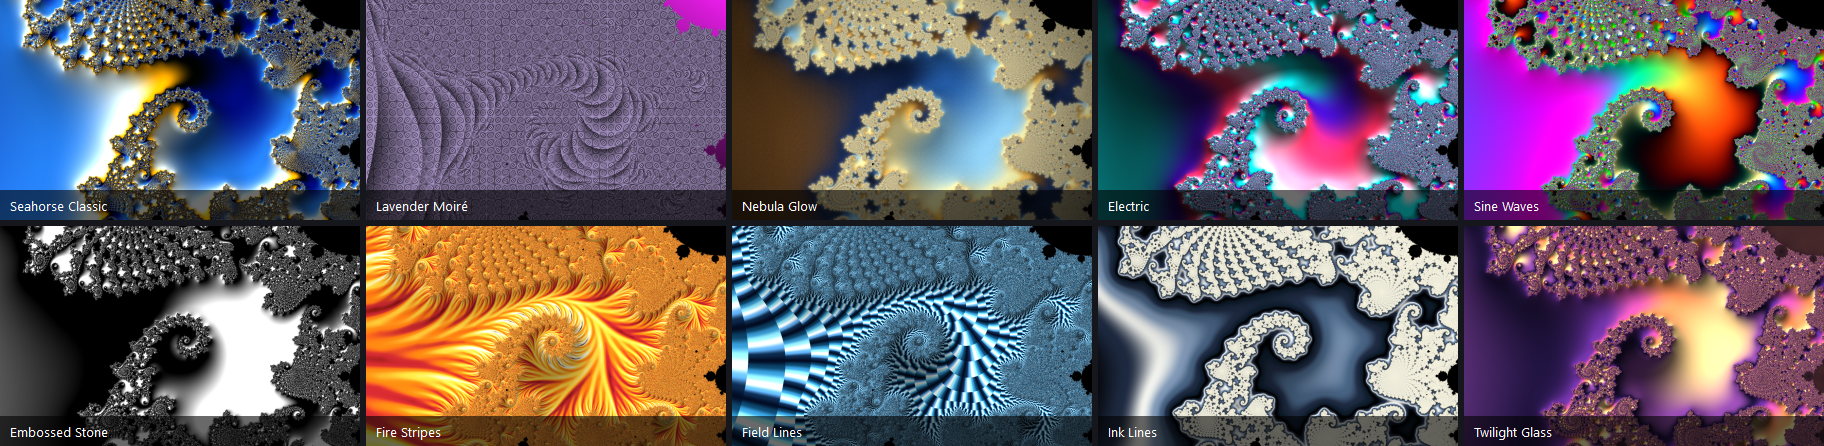 Seahorse Classic
Lavender Moiré
Nebula Glow
Electric
Sine Waves
Embossed Stone
Fire Stripes
Field Lines
Ink Lines
Twilight Glass